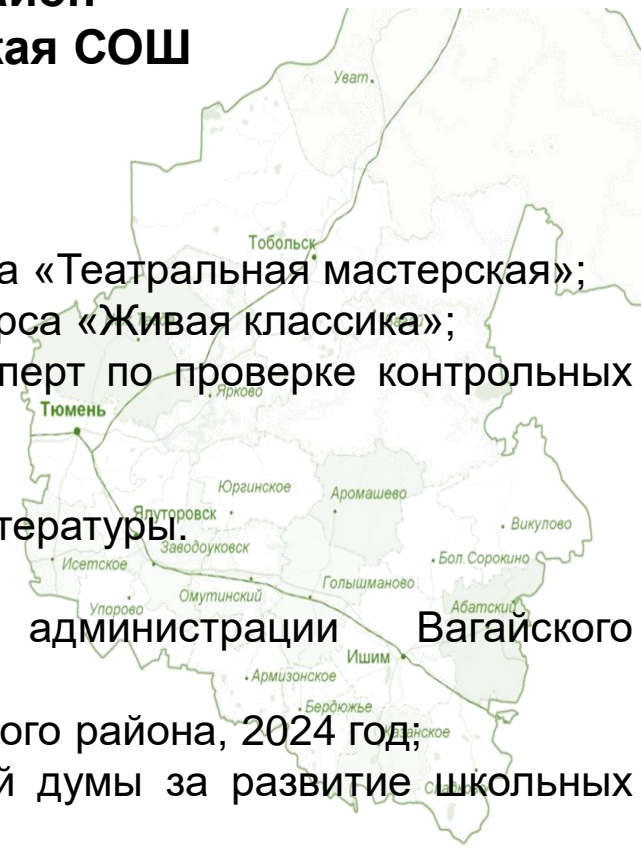 айон
кая СОШ
Уват
Тобольск
а «Театральная мастерская»;
рса «Живая классика»;
перт по проверке контрольных
Ярково
Тюмень
Юргинское
Аромашево
Ялуторовск
тературы.
Викулово
Заводоуковск
Исетское
Бол. Сорокино
Голышманово
Омутинский
Упорово
Абатский
администрации Вагайского
Ишим
Армизонское
Бердюжье
Казанское
ого района, 2024 год;
й думы за развитие школьных